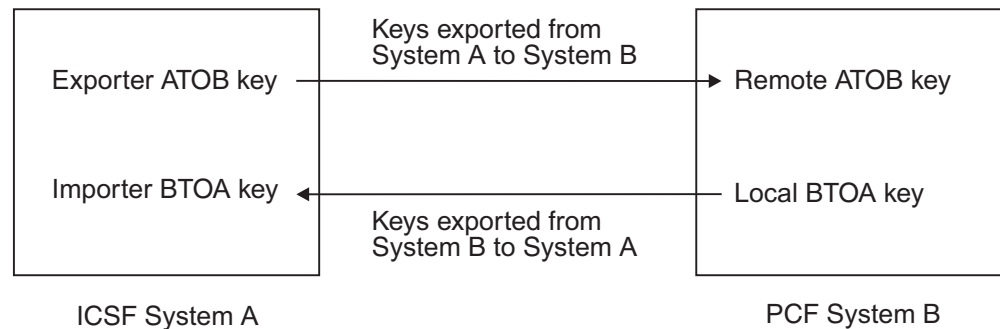 Keys exported from
System A to System B
Exporter ATOB key
Remote ATOB key
Importer BTOA key
Local BTOA key
Keys exported from
System B to System A
ICSF System A
PCF System B